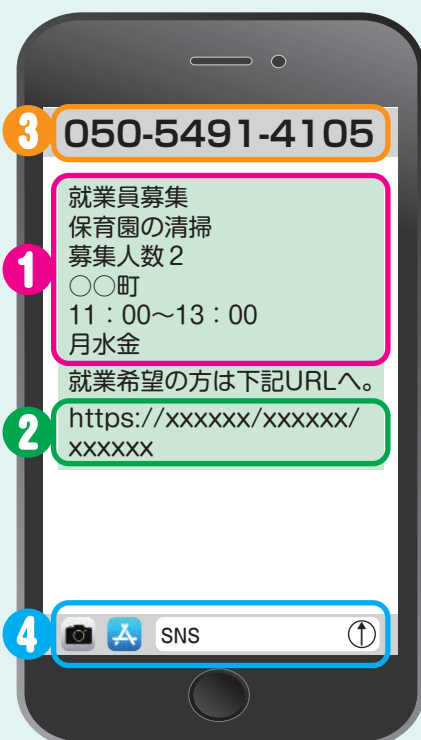 3 050-5491-4105
就業員募集
保育園の清掃
募集人数２
1 ○○町
11：00～13：00
月水金
就業希望の方は下記URLへ。
2 https://xxxxxx/xxxxxx/
xxxxxx
4 SNS